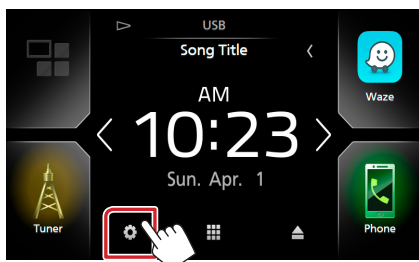 USB
Song Title
AM
10:23
Sun. Apr. 1
Waze
Tuner
Phone